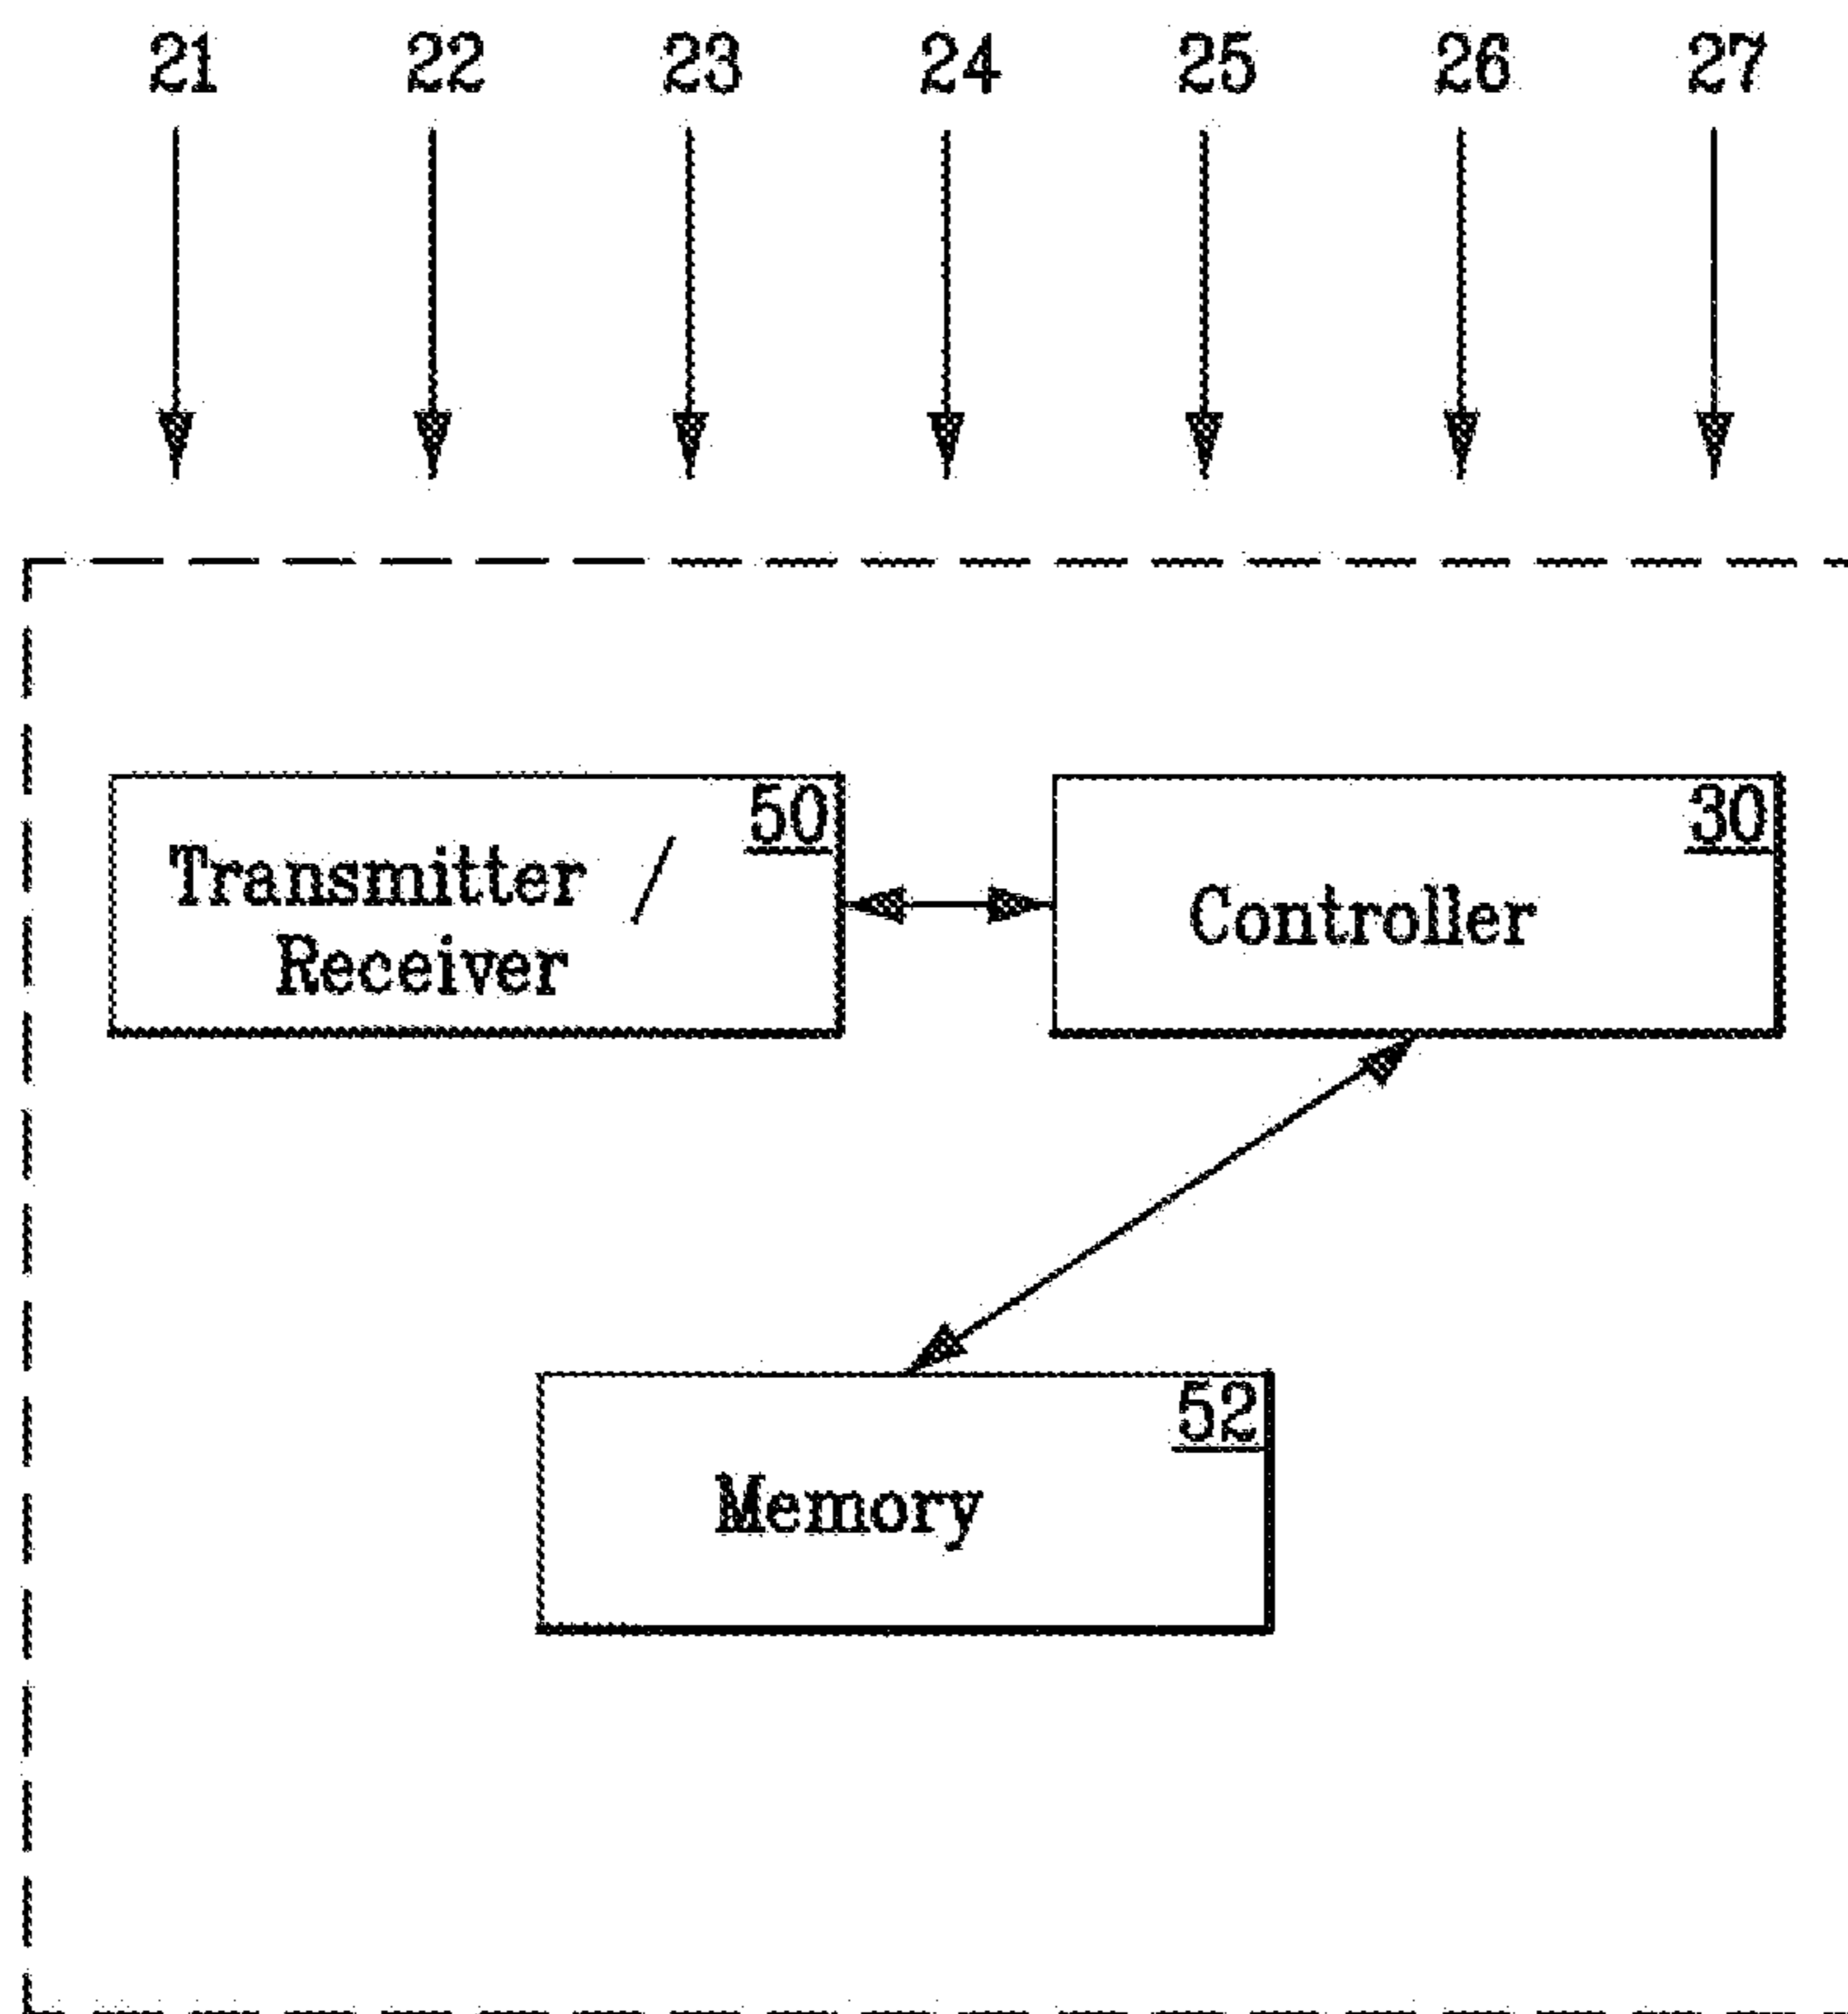 21 22 23 24 25 26 27
50
Transmitter /
Receiver
30
Controller
52
Memory